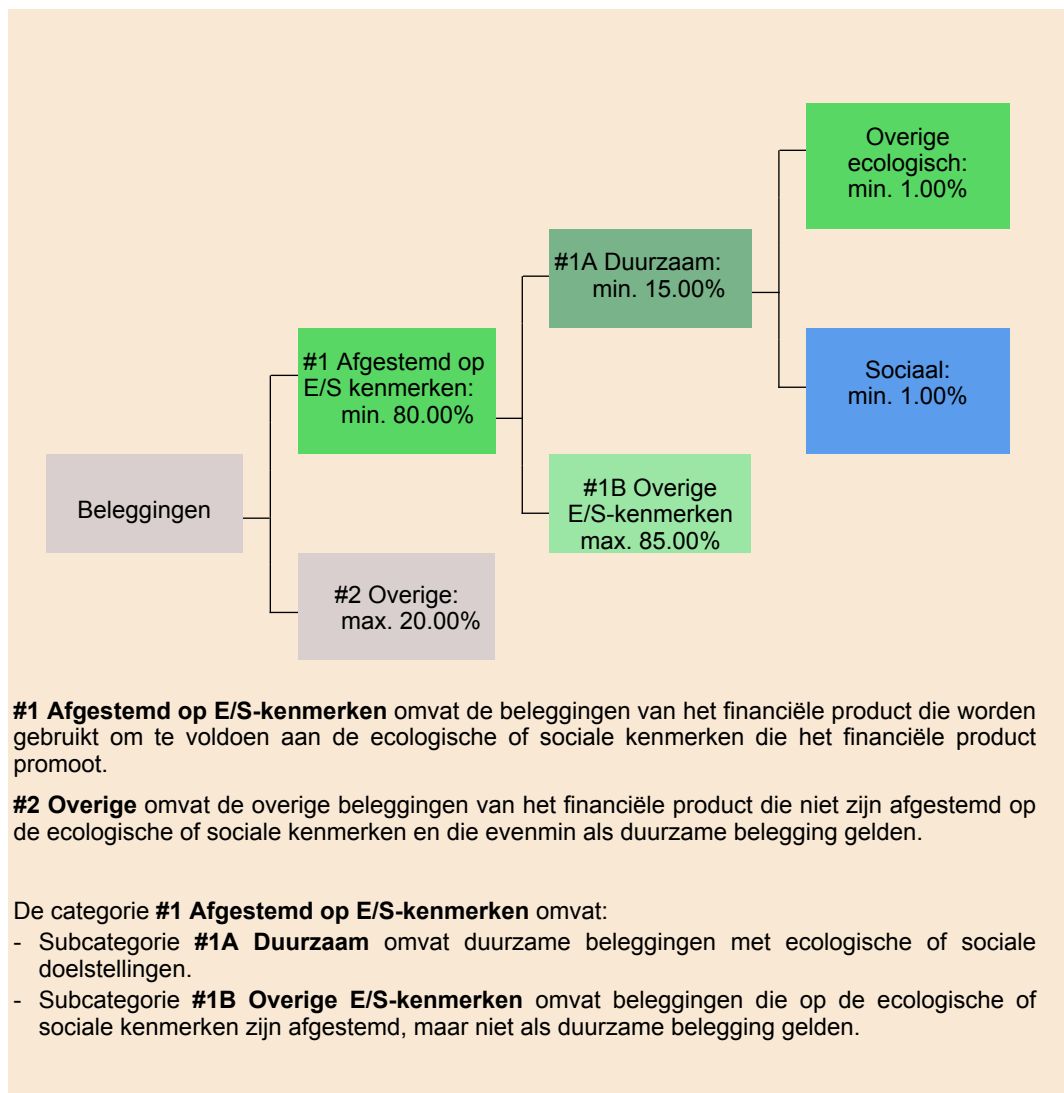 Overige
ecologisch:
min. 1.00%
#1A Duurzaam:
min. 15.00%
#1 Afgestemd op
E/S kenmerken:
min. 80.00%
Sociaal:
min. 1.00%
Beleggingen
#1B Overige
E/S-kenmerken
max. 85.00%
#2 Overige:
max. 20.00%
#1 Afgestemd op E/S-kenmerken omvat de beleggingen van het financiële product die worden
gebruikt om te voldoen aan de ecologische of sociale kenmerken die het financiële product
promoot.
#2 Overige omvat de overige beleggingen van het financiële product die niet zijn afgestemd op
de ecologische of sociale kenmerken en die evenmin als duurzame belegging gelden.
De categorie #1 Afgestemd op E/S-kenmerken omvat:
- Subcategorie #1A Duurzaam omvat duurzame beleggingen met ecologische of sociale
doelstellingen.
- Subcategorie #1B Overige E/S-kenmerken omvat beleggingen die op de ecologische of
sociale kenmerken zijn afgestemd, maar niet als duurzame belegging gelden.